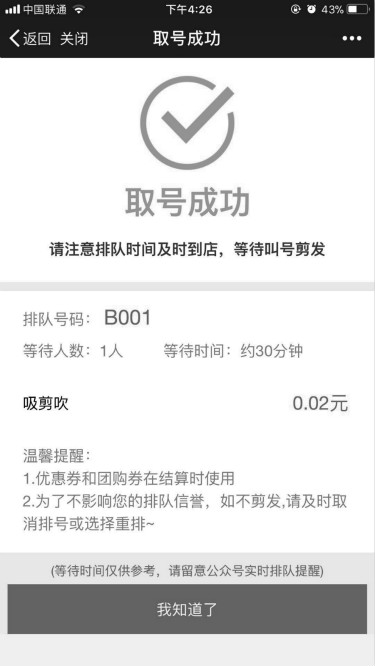 中国联通 下午4:26 43%
返回 关闭 取号成功
取号成功
请注意排队时间及时到店，等待叫号剪发
排队号码： B001
等待人数：1人 等待时间：约30分钟
吸剪吹 0.02元
温馨提醒：
1.优惠券和团购券在结算时使用
2.为了不影响您的排队信誉，如不剪发,请及时取
消排号或选择重排~
(等待时间仅供参考，请留意公众号实时排队提醒)
我知道了